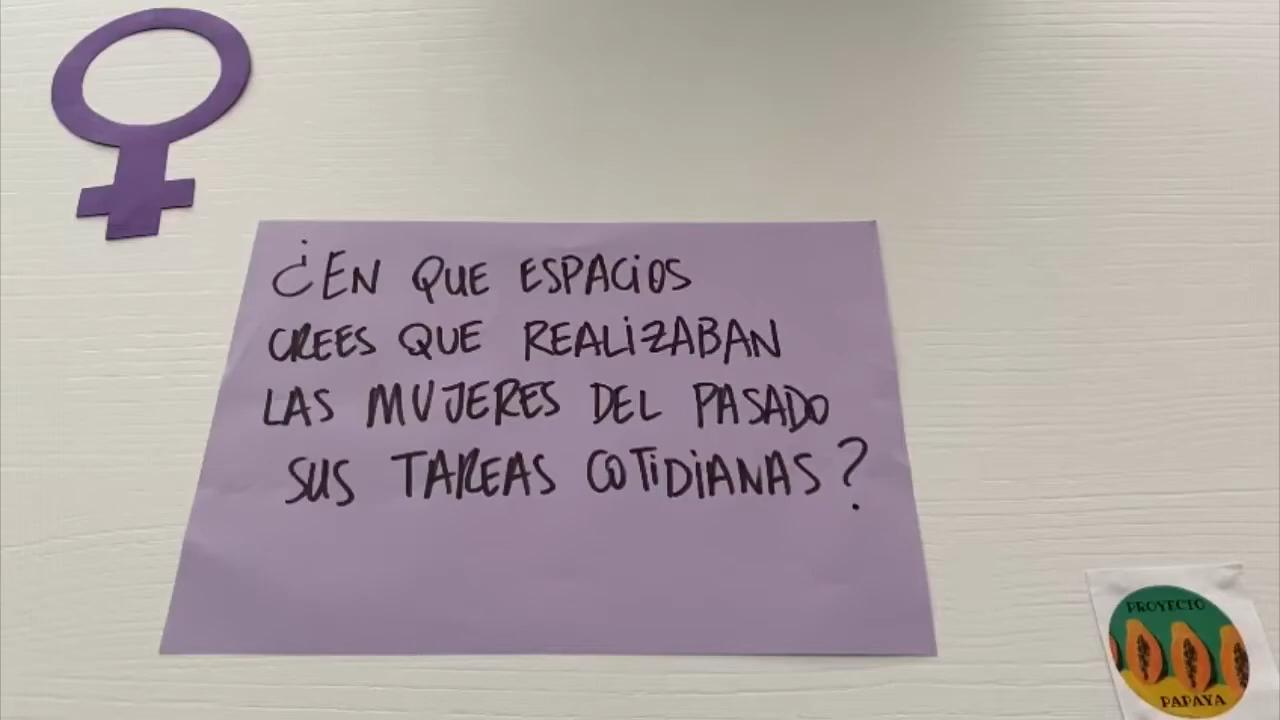 ¿EN QUE ESPACIOS
CREES QUE REALIZABAN
LAS MUJERES DEL PASADO
SUS TAREAS COTIDIANAS?
PROYECTO
PAPAYA